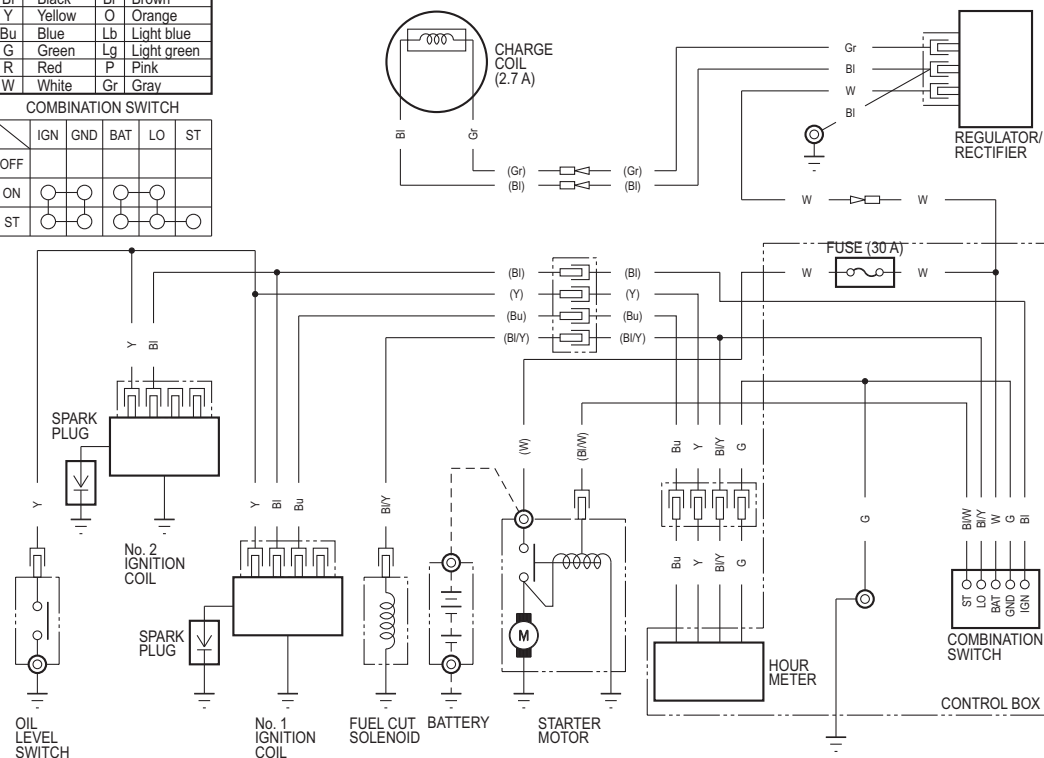 Bl Black Br Brown
Y Yellow O Orange
Bu Blue Lb Light blue
G Green Lg Light green
R Red P Pink
W White Gr Gray
COMBINATION SWITCH
IGN GND BAT LO ST
OFF
ON
ST
CHARGE
COIL
(2.7 A)
Bl
Gr
Gr
Bl
W
Bl
REGULATOR/
RECTIFIER
(Gr) (Gr)
(Bl) (Bl)
W W
FUSE (30 A)
W W
(Bl) (Bl)
(Y) (Y)
(Bu) (Bu)
(Bl/Y) (Bl/Y)
Y Bl
SPARK
PLUG
Y
No. 2
IGNITION
COIL
Y Bl Bu
Bl/Y
(W)
(Bl/W)
Bu Y Bl/Y G
Bu Y Bl/Y G
G
Bl/W Bl/Y W G Bl
ST LO BAT GND IGN
COMBINATION
SWITCH
SPARK
PLUG
M
HOUR
METER
CONTROL BOX
OIL
LEVEL
SWITCH
No. 1
IGNITION
COIL
FUEL CUT
SOLENOID
BATTERY
STARTER
MOTOR